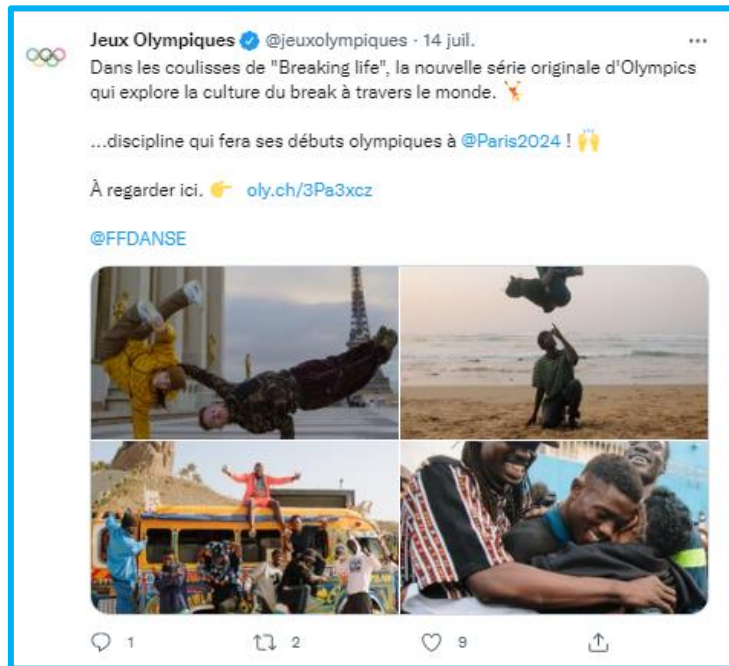 Jeux Olympiques @jeuxolympiques · 14 juil.
Dans les coulisses de "Breaking life", la nouvelle série originale d'Olympics
qui explore la culture du break à travers le monde. 💃
...discipline qui fera ses débuts olympiques à @Paris2024 ! 🙌
À regarder ici. 👉 oly.ch/3Pa3xcz
@FFDANSE
1 2 9